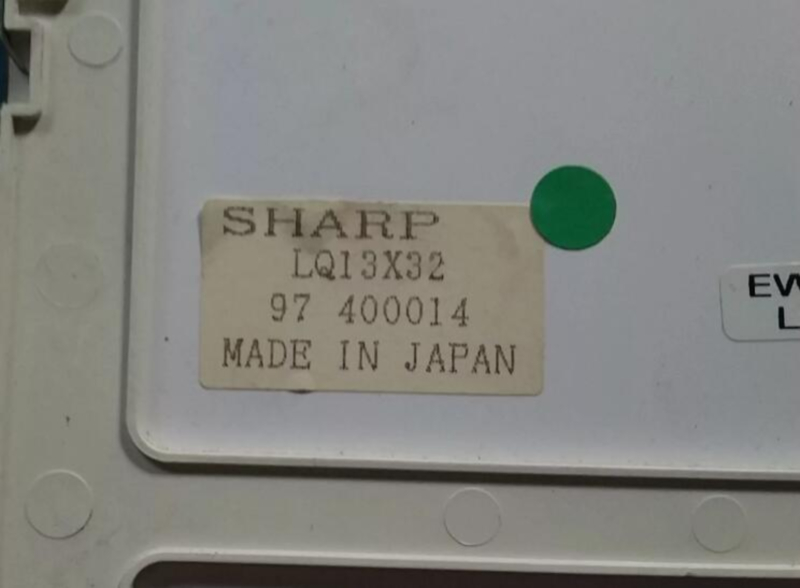 SHARP
LQ13X32
97 400014
MADE IN JAPAN